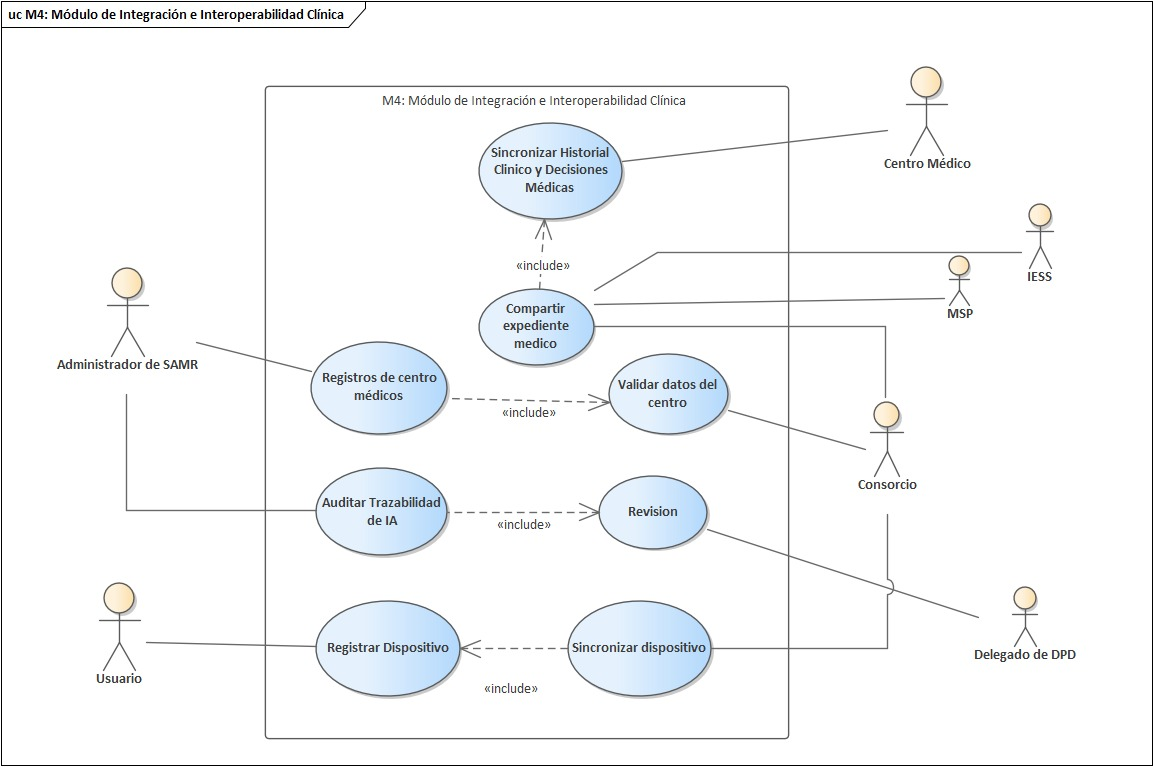 uc M4: Módulo de Integración e Interoperabilidad Clínica
M4: Módulo de Integración e Interoperabilidad Clínica
Sincronizar Historial
Clinico y Decisiones
Médicas
Centro Médico
«include»
IESS
MSP
Compartir
expediente
medico
Administrador de SAMR
Registros de centro
médicos
«include»
Validar datos del
centro
Consorcio
Auditar Trazabilidad
de IA
«include»
Revision
Usuario
Registrar Dispositivo
«include»
Sincronizar dispositivo
Delegado de DPD